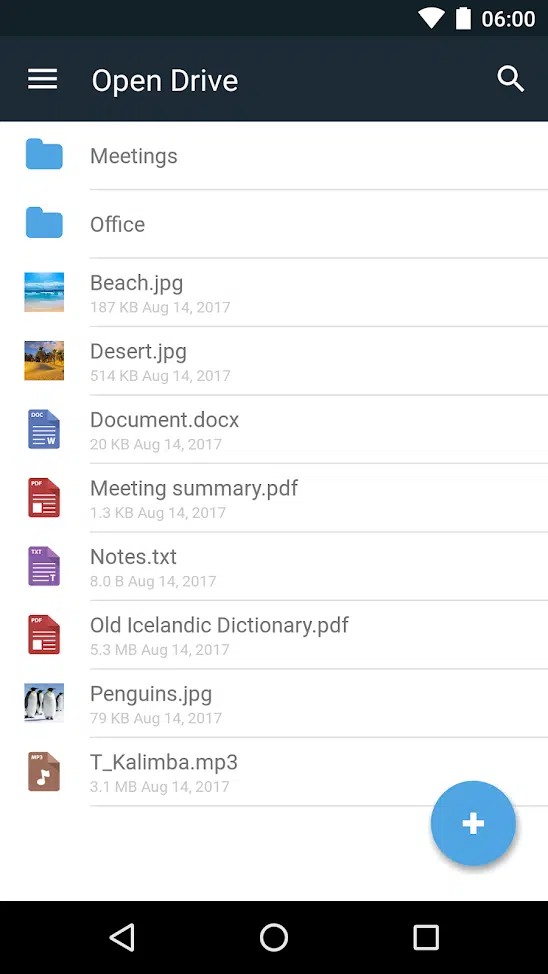 06:00
Open Drive
Meetings
Office
Beach.jpg
187 KB Aug 14, 2017
Desert.jpg
514 KB Aug 14, 2017
DOC
W
Document.docx
20 KB Aug 14, 2017
PDF
Meeting summary.pdf
1.3 KB Aug 14, 2017
TXT
T
Notes.txt
8.0 B Aug 14, 2017
PDF
Old Icelandic Dictionary.pdf
5.3 MB Aug 14, 2017
Penguins.jpg
79 KB Aug 14, 2017
MP3
T_Kalimba.mp3
3.1 MB Aug 14, 2017